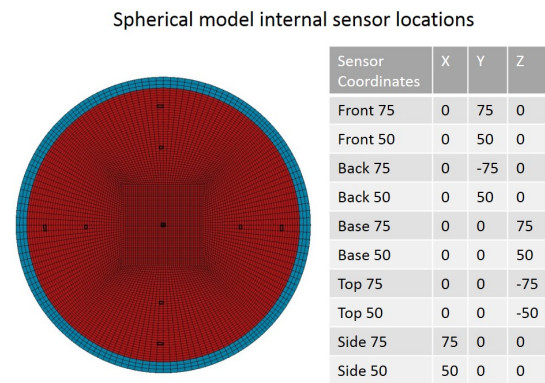 Spherical model internal sensor locations
Sensor Coordinates X Y Z
Front 75 0 75 0
Front 50 0 50 0
Back 75 0 -75 0
Back 50 0 50 0
Base 75 0 0 75
Base 50 0 0 50
Top 75 0 0 -75
Top 50 0 0 -50
Side 75 75 0 0
Side 50 50 0 0